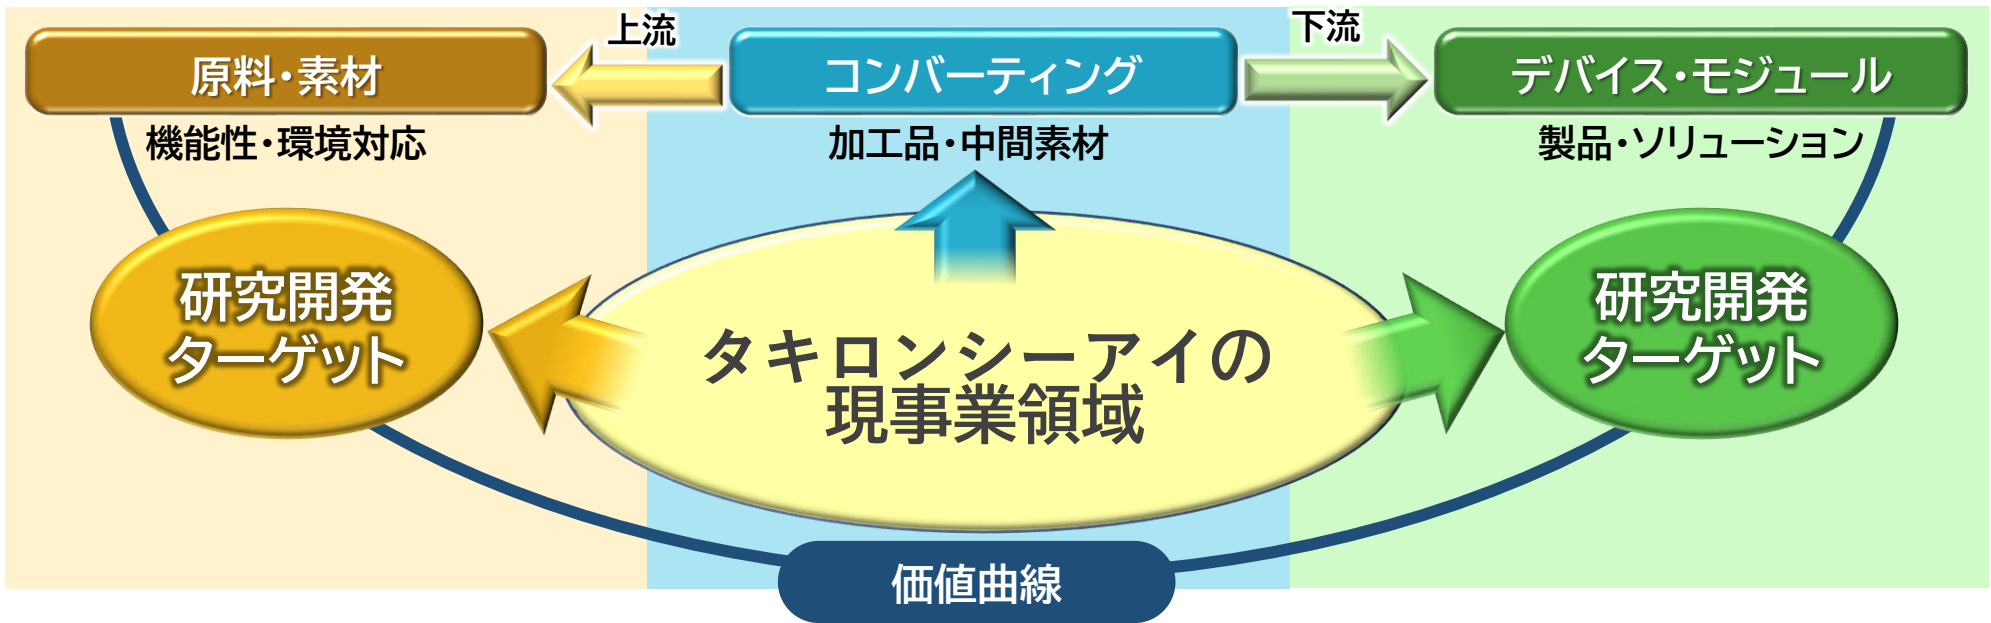 上流
下流
原料・素材
コンバーティング
デバイス・モジュール
機能性・環境対応
加工品・中間素材
製品・ソリューション
研究開発
ターゲット
タキロンシーアイの
現事業領域
研究開発
ターゲット
価値曲線